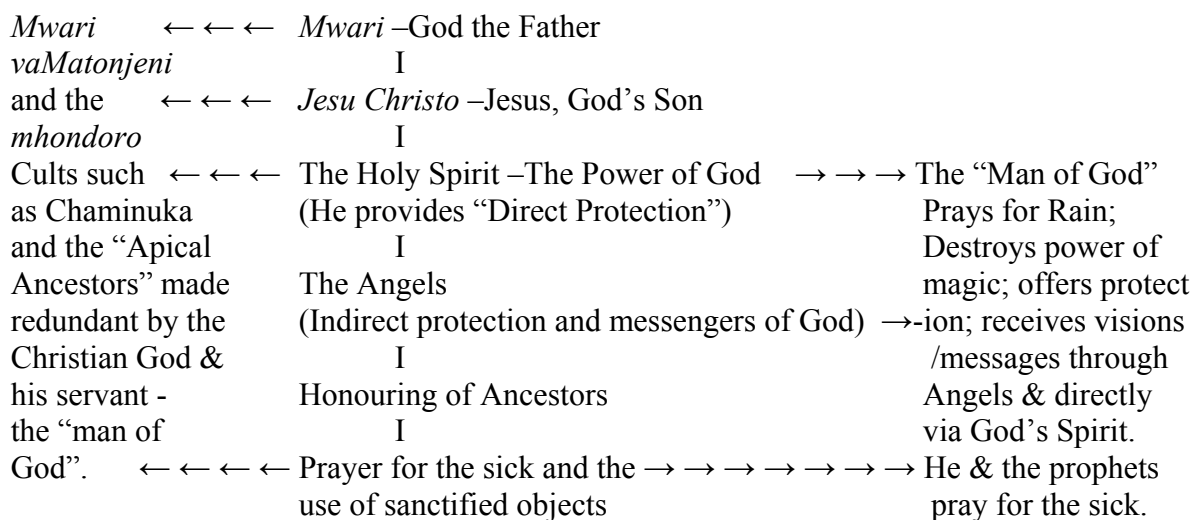 Mwari ← ← ← Mwari –God the Father
vaMatonjeni I
and the ← ← ← Jesu Christo –Jesus, God’s Son
mhondoro I
Cults such ← ← ← The Holy Spirit –The Power of God → → → The “Man of God”
as Chaminuka (He provides “Direct Protection”) Prays for Rain;
and the “Apical I Destroys power of
Ancestors” made The Angels magic; offers protect
redundant by the (Indirect protection and messengers of God) →-ion; receives visions
Christian God & I /messages through
his servant - Honouring of Ancestors Angels & directly
the “man of I via God’s Spirit.
God”. ← ← ← ← Prayer for the sick and the → → → → → → → He & the prophets
use of sanctified objects pray for the sick.